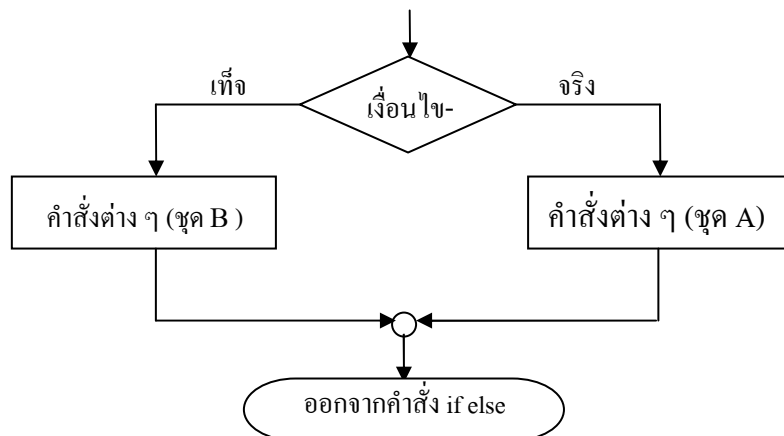 เท็จ
เงื่อนไข-
จริง
คำสั่งต่าง ๆ (ชุด B )
คำสั่งต่าง ๆ (ชุด A)
ออกจากคำสั่ง if else